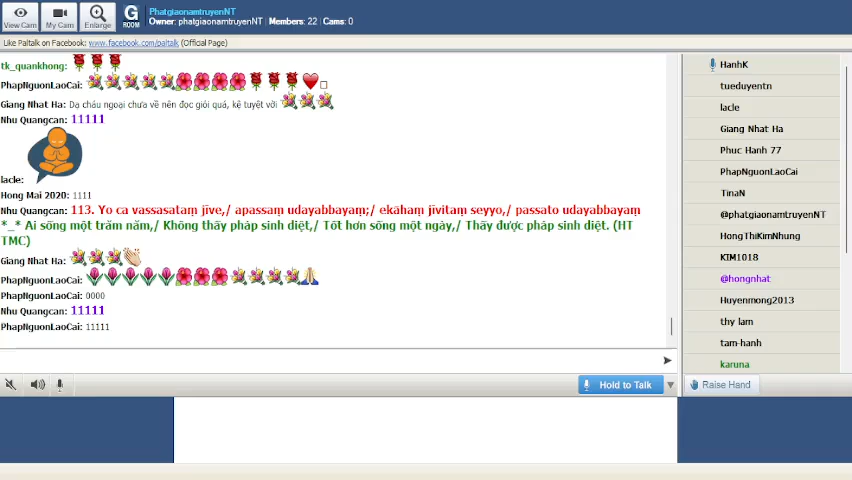 PhatgiaonamtruyenNT
Owner: phatgiaonamtruyenNT | Members: 22 | Cams: 0
View Cam
My Cam
Enlarge
G
ROOM
Like Paltalk on Facebook: www.facebook.com/paltalk (Official Page)
tk_quankhong:
PhapNguonLaoCai:
Giang Nhat Ha: Dạ cháu ngoại chưa về nên đọc giỏi quá, kệ tuyệt vời
Nhu Quangcan: 11111
lacle:
Hong Mai 2020: 1111
Nhu Quangcan: 113. Yo ca vassasataṃ jīve,/ apassaṃ udayabbayaṃ;/ ekāhaṃ jīvitaṃ seyyo,/ passato udayabbayaṃ
*_* Ai sống một trăm năm,/ Không thấy pháp sinh diệt,/ Tốt hơn sống một ngày,/ Thấy được pháp sinh diệt. (HT
TMC)
Giang Nhat Ha:
PhapNguonLaoCai:
PhapNguonLaoCai: 0000
Nhu Quangcan: 11111
PhapNguonLaoCai: 11111
Hold to Talk
HanhK
tueduyentn
lacle
Giang Nhat Ha
Phuc Hanh 77
PhapNguonLaoCai
TinaN
@phatgiaonamtruyenNT
HongThiKimNhung
KIM1018
@hongnhat
Huyenmong2013
thy lam
tam-hanh
karuna
Raise Hand